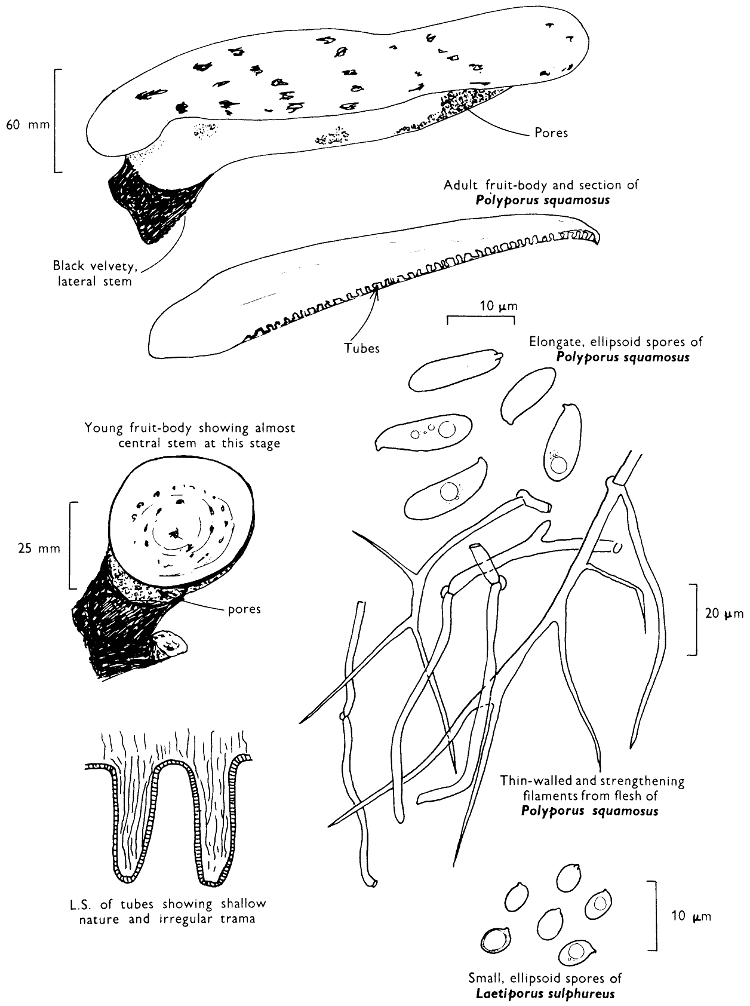 60 mm
Pores
Adult fruit-body and section of
Polyporus squamosus
Black velvety,
lateral stem
Tubes
10 μm
Elongate, ellipsoid spores of
Polyporus squamosus
Young fruit-body showing almost
central stem at this stage
25 mm
pores
20 μm
Thin-walled and strengthening
filaments from flesh of
Polyporus squamosus
L.S. of tubes showing shallow
nature and irregular trama
10 μm
Small, ellipsoid spores of
Laetiporus sulphureus